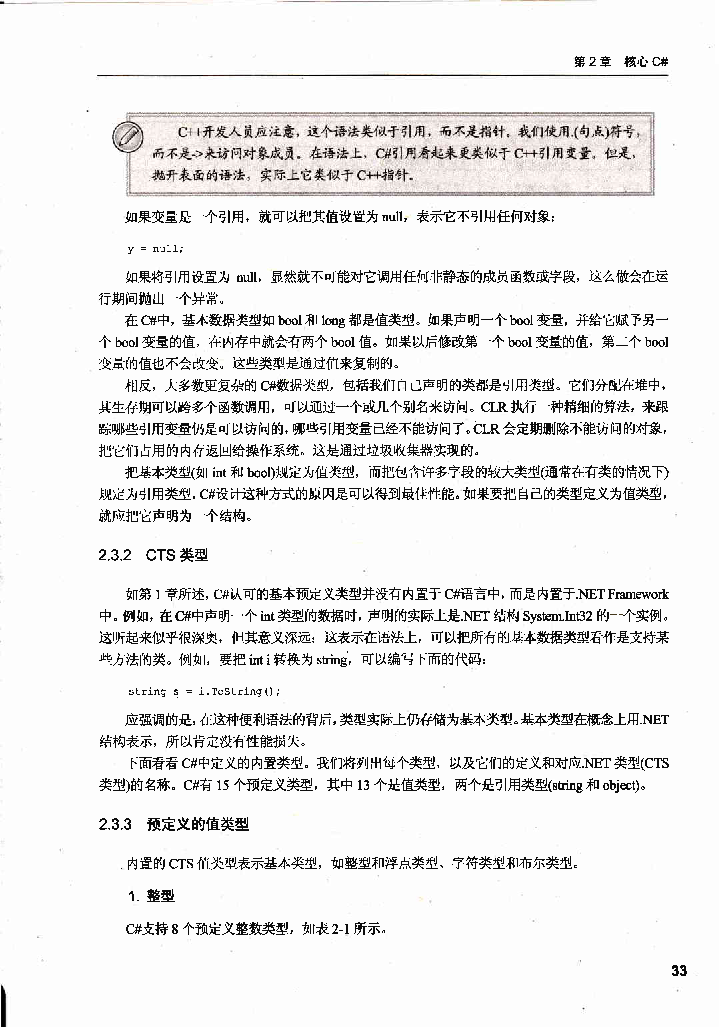 第 2 章 核心 C#
C++开发人员应注意，这个语法类似于引用，而不是指针。我们使用.(句点)符号，
而不是->来访问对象成员。在语法上，C#引用看起来更类似于 C++引用变量。但是，
抛开表面的语法，实际上它类似于 C++指针。
如果变量是一个引用，就可以把其值设置为 null，表示它不引用任何对象：
y = null;
如果将引用设置为 null，显然就不可能对它调用任何非静态的成员函数或字段，这么做会在运
行期间抛出一个异常。
在 C#中，基本数据类型如 bool 和 long 都是值类型。如果声明一个 bool 变量，并给它赋予另一
个 bool 变量的值，在内存中就会有两个 bool 值。如果以后修改第一个 bool 变量的值，第二个 bool
变量的值也不会改变。这些类型是通过值来复制的。
相反，大多数更复杂的 C#数据类型，包括我们自己声明的类都是引用类型。它们分配在堆中，
其生存期可以跨多个函数调用，可以通过一个或几个别名来访问。CLR 执行一种精细的算法，来跟
踪哪些引用变量仍是可以访问的，哪些引用变量已经不能访问了。CLR 会定期删除不能访问的对象，
把它们占用的内存返回给操作系统。这是通过垃圾收集器实现的。
把基本类型(如 int 和 bool)规定为值类型，而把包含许多字段的较大类型(通常在有类的情况下)
规定为引用类型，C#设计这种方式的原因是可以得到最佳性能。如果要把自己的类型定义为值类型，
就应把它声明为一个结构。
2.3.2 CTS 类型
如第 1 章所述，C#认可的基本预定义类型并没有内置于 C#语言中，而是内置于.NET Framework
中。例如，在 C#中声明一个 int 类型的数据时，声明的实际上是.NET 结构 System.Int32 的一个实例。
这听起来似乎很深奥，但其意义深远：这表示在语法上，可以把所有的基本数据类型看作是支持某
些方法的类。例如，要把 int i 转换为 string，可以编写下面的代码：
string s = i.ToString();
应强调的是，在这种便利语法的背后，类型实际上仍存储为基本类型。基本类型在概念上用.NET
结构表示，所以肯定没有性能损失。
下面看看 C#中定义的内置类型。我们将列出每个类型，以及它们的定义和对应.NET 类型(CTS
类型)的名称。C#有 15 个预定义类型，其中 13 个是值类型，两个是引用类型(string 和 object)。
2.3.3 预定义的值类型
内置的 CTS 值类型表示基本类型，如整型和浮点类型、字符类型和布尔类型。
1. 整型
C#支持 8 个预定义整数类型，如表 2-1 所示。
33